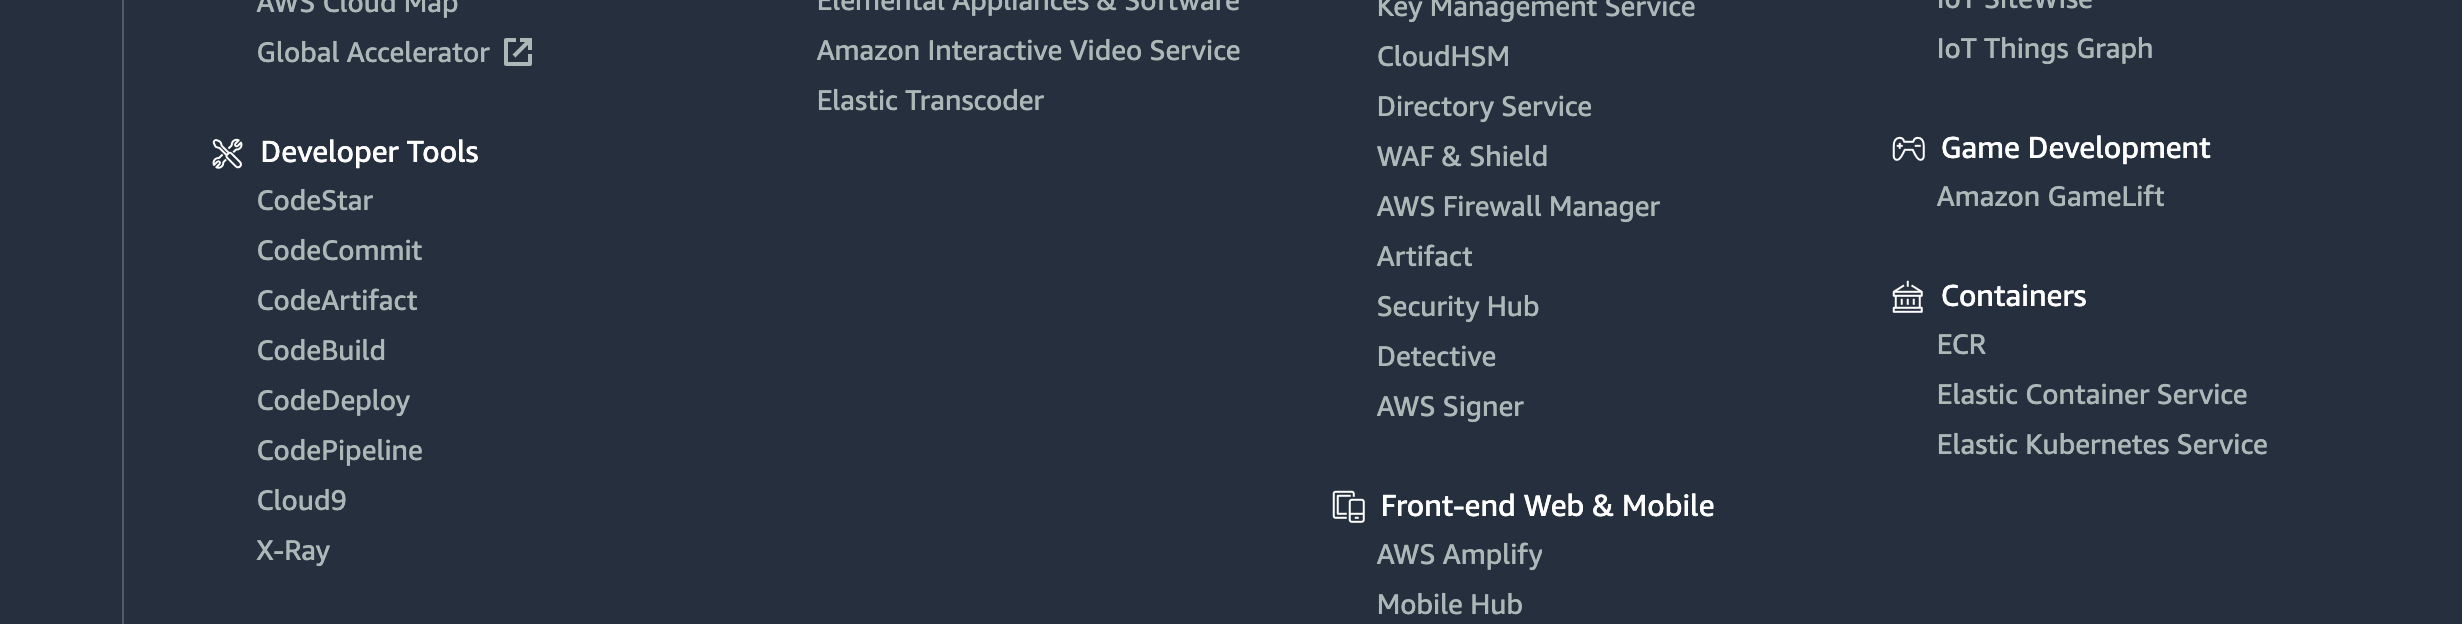 AWS Cloud Map
Global Accelerator
Developer Tools
CodeStar
CodeCommit
CodeArtifact
CodeBuild
CodeDeploy
CodePipeline
Cloud9
X-Ray
Elemental Appliances & Software
Amazon Interactive Video Service
Elastic Transcoder
Key Management Service
CloudHSM
Directory Service
WAF & Shield
AWS Firewall Manager
Artifact
Security Hub
Detective
AWS Signer
Front-end Web & Mobile
AWS Amplify
Mobile Hub
IoT SiteWise
IoT Things Graph
Game Development
Amazon GameLift
Containers
ECR
Elastic Container Service
Elastic Kubernetes Service